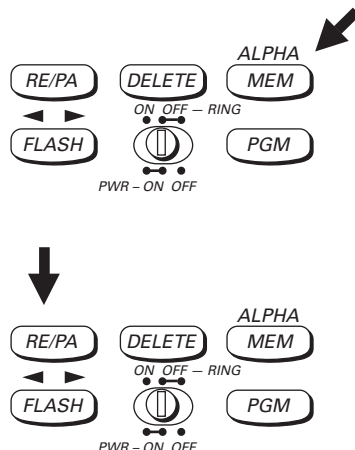 ALPHA
RE/PA DELETE MEM
ON OFF – RING
FLASH PGM
PWR – ON OFF
ALPHA
RE/PA DELETE MEM
ON OFF – RING
FLASH PGM
PWR – ON OFF